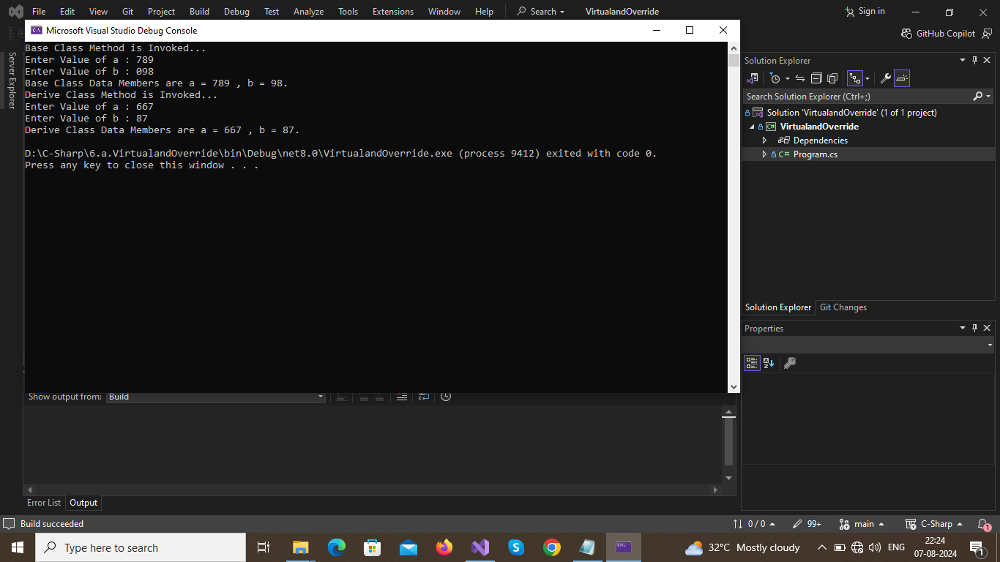 File Edit View Git Project Build Debug Test Analyze Tools Extensions Window Help Search VirtualandOverride Sign in
Microsoft Visual Studio Debug Console
GitHub Copilot
Server Explorer
Base Class Method is Invoked...
Enter Value of a : 789
Enter Value of b : 098
Base Class Data Members are a = 789 , b = 98.
Derive Class Method is Invoked...
Enter Value of a : 667
Enter Value of b : 87
Derive Class Data Members are a = 667 , b = 87.
D:\C-Sharp\6.a.VirtualandOverride\bin\Debug\net8.0\VirtualandOverride.exe (process 9412) exited with code 0.
Press any key to close this window . . .
Solution Explorer
Search Solution Explorer (Ctrl+;)
Solution 'VirtualandOverride' (1 of 1 project)
C# VirtualandOverride
Dependencies
C# Program.cs
Solution Explorer Git Changes
Properties
Show output from: Build
Error List Output
Build succeeded 0 / 0 99+ main C-Sharp 1
Type here to search
32°C Mostly cloudy
ENG
22:24
07-08-2024
1